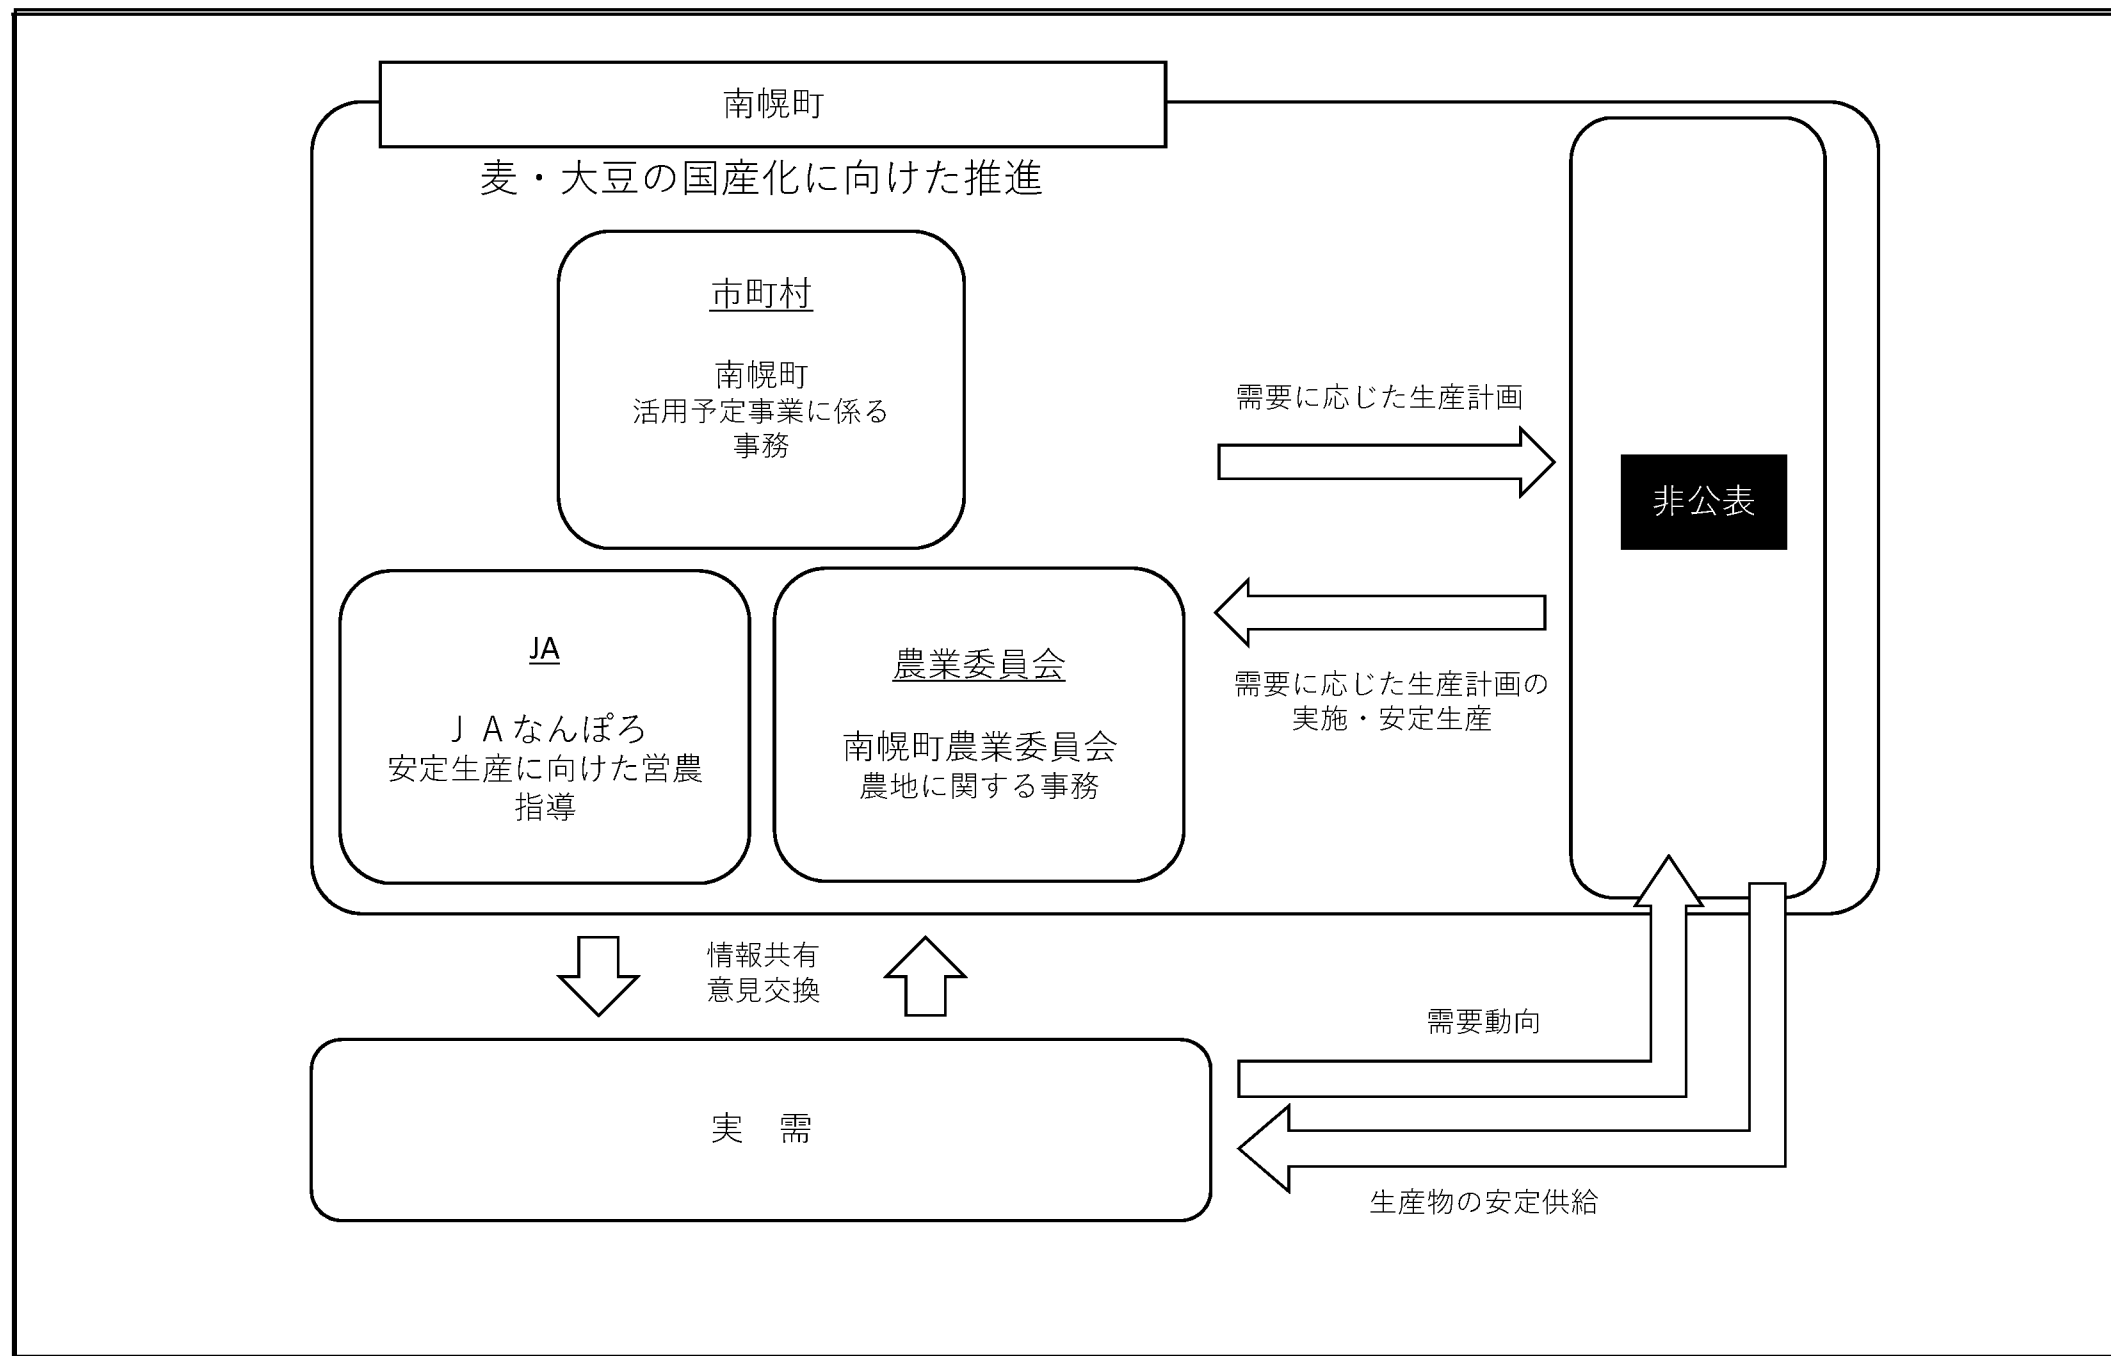 南幌町
麦・大豆の国産化に向けた推進
市町村
南幌町
活用予定事業に係る
事務
JA
ＪＡなんぽろ
安定生産に向けた営農
指導
農業委員会
南幌町農業委員会
農地に関する事務
需要に応じた生産計画
需要に応じた生産計画の
実施・安定生産
非公表
情報共有
意見交換
需要動向
実　需
生産物の安定供給